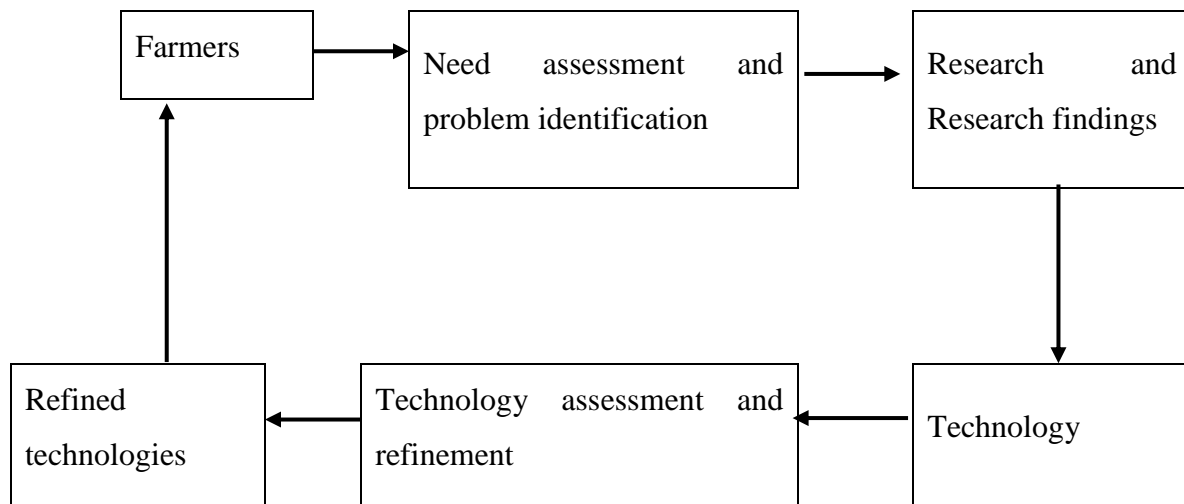 Farmers
Need assessment and
problem identification
Research and
Research findings
Refined
technologies
Technology assessment and
refinement
Technology